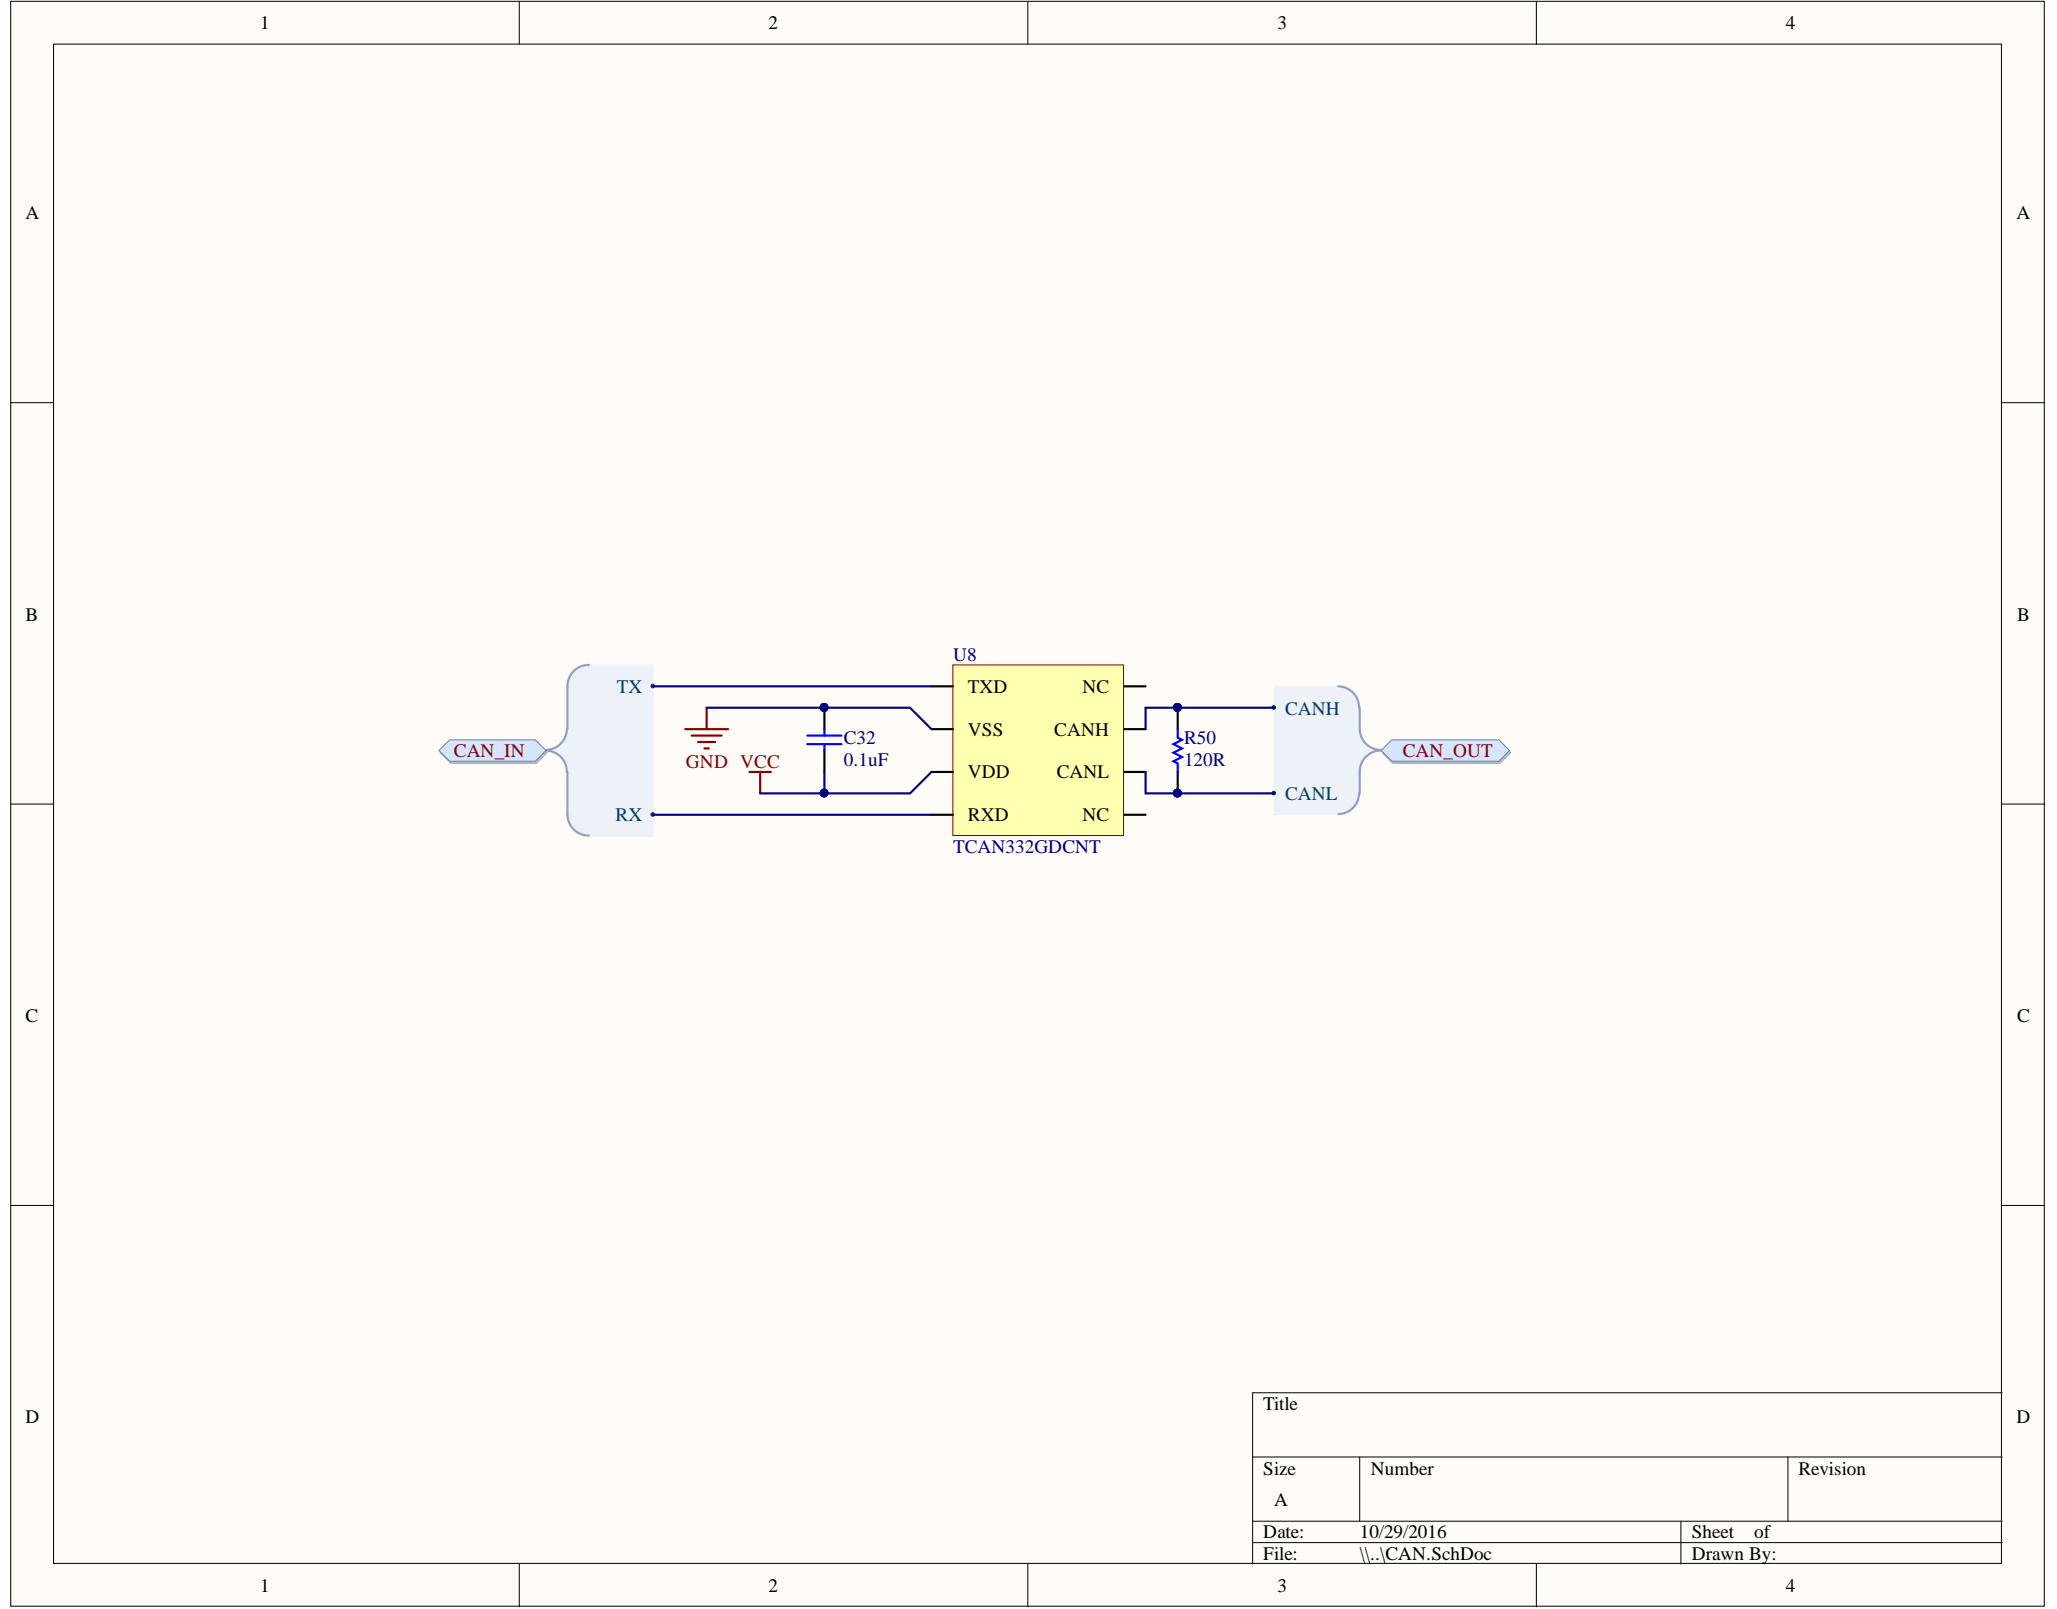 1 2 3 4
A A
B B
U8
TX TXD NC CANH
VSS CANH R50
C32
CAN_IN CAN_OUT
GND VCC 0.1uF 120R
VDD CANL
CANL
RX RXD NC
TCAN332GDCNT
C C
Title
D D
Size Number Revision
A
Date: 10/29/2016 Sheet of
File: \\..\CAN.SchDoc Drawn By:
1 2 3 4